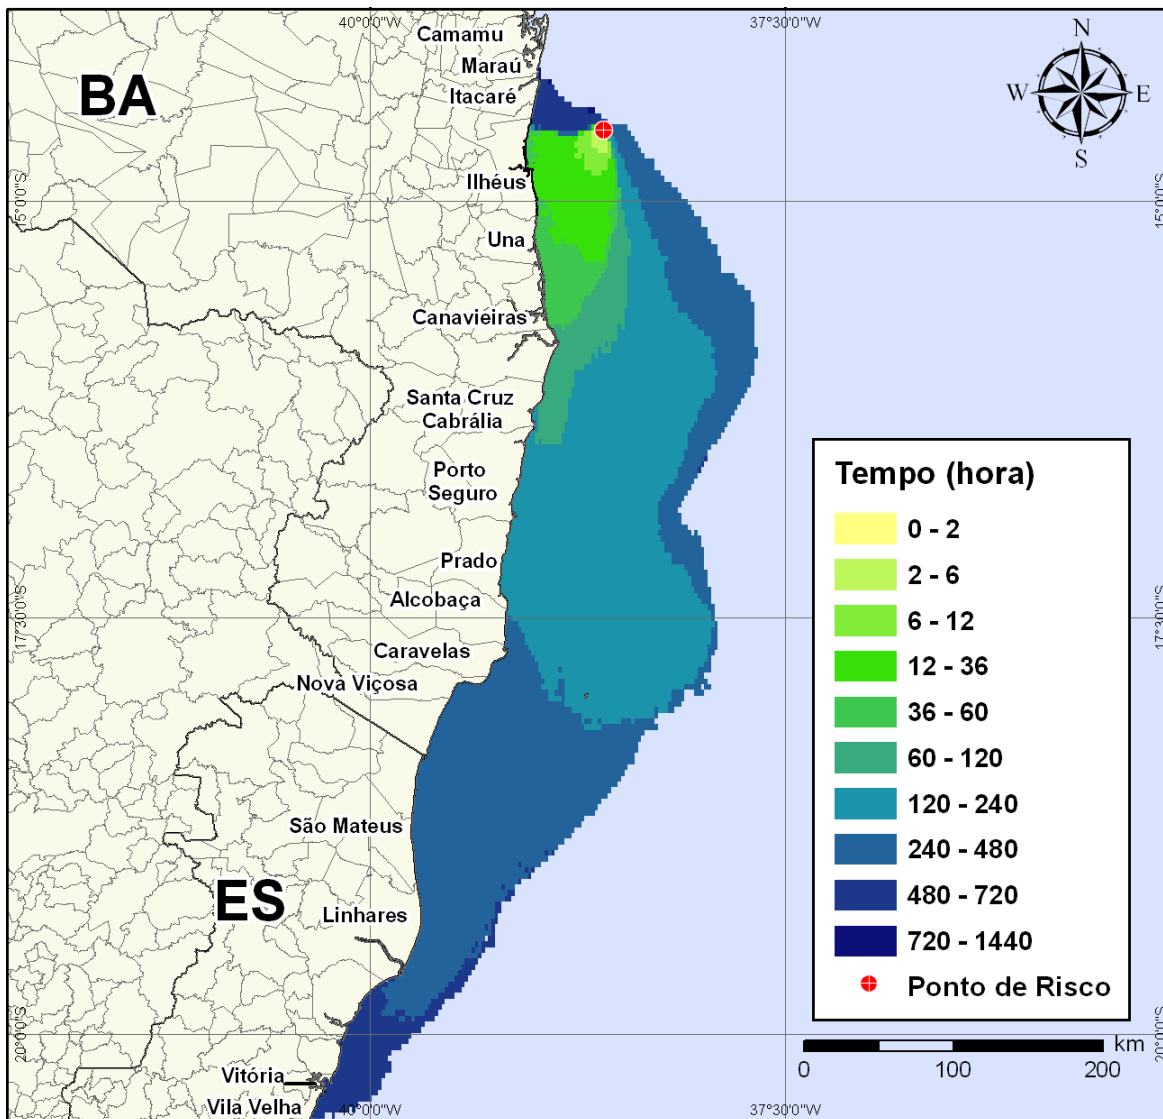 40°0'0"W
37°30'0"W
Camamu
Maraú
Itacaré
BA
N
W
E
S
15°0'0"S
15°0'0"S
Ilhéus
Una
Canavieiras
Santa Cruz
Cabrália
Porto
Seguro
Prado
Alcobaça
17°30'0"S
17°30'0"S
Caravelas
Nova Viçosa
São Mateus
ES
Linhares
20°0'0"S
20°0'0"S
Vitória
Vila Velha
40°0'0"W
37°30'0"W
Tempo (hora)
0 - 2
2 - 6
6 - 12
12 - 36
36 - 60
60 - 120
120 - 240
240 - 480
480 - 720
720 - 1440
Ponto de Risco
km
0
100
200